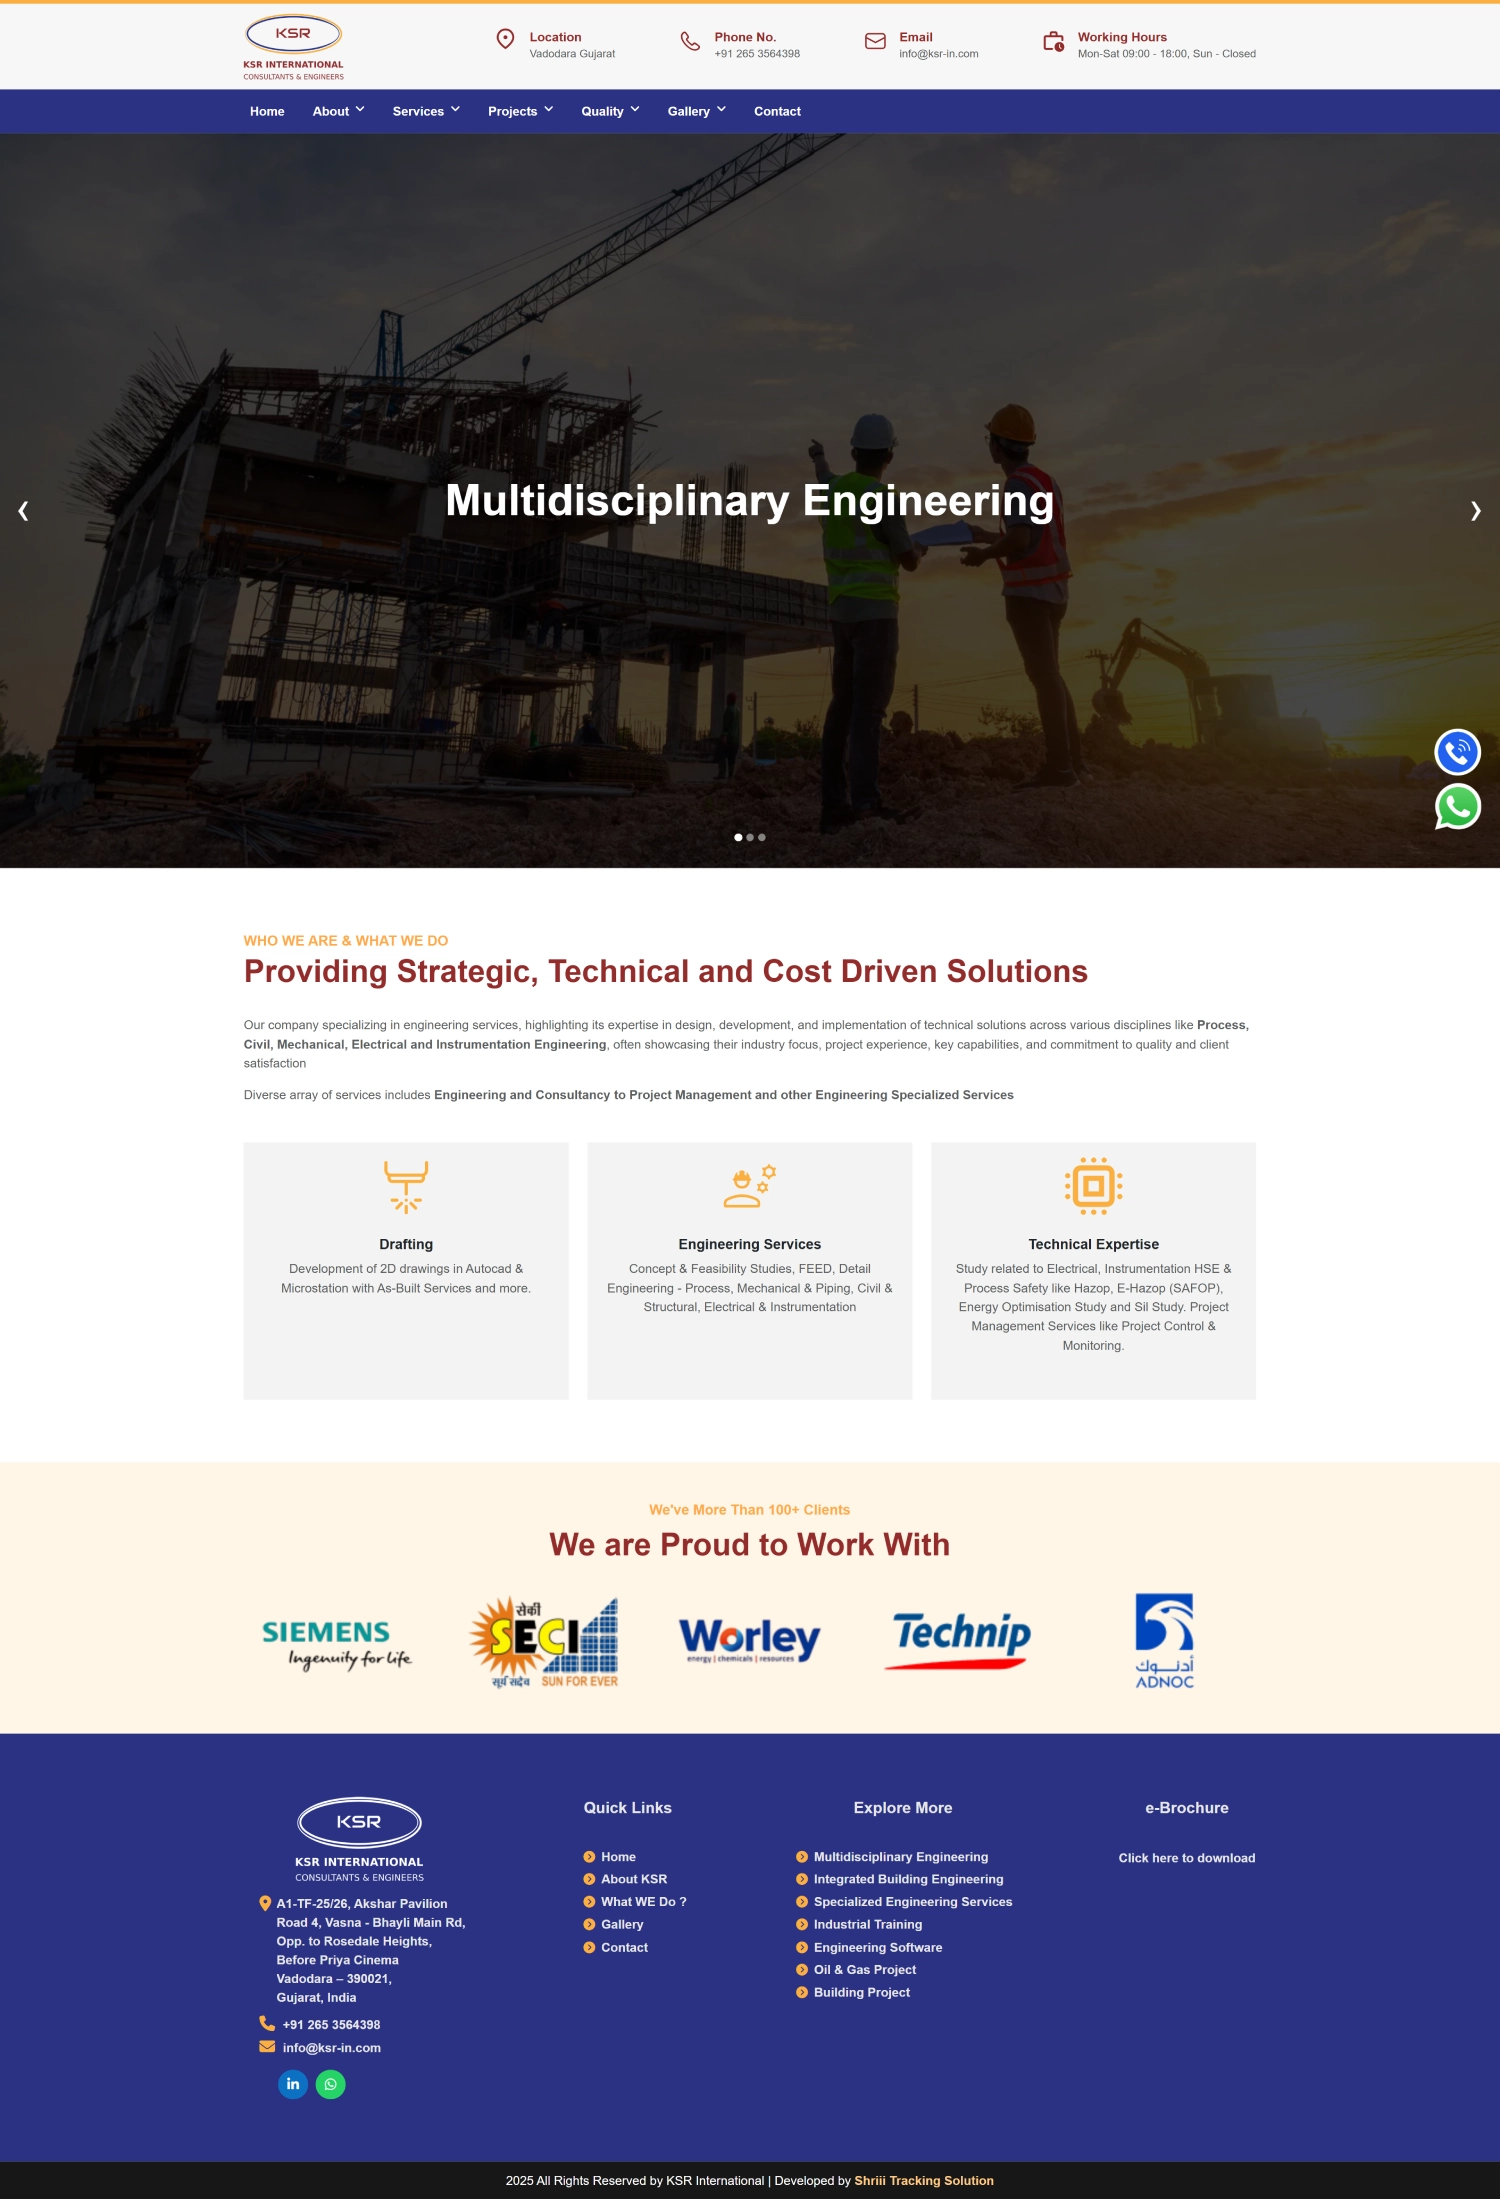 KSR
KSR INTERNATIONAL
CONSULTANTS & ENGINEERS
Location
Vadodara Gujarat
Phone No.
+91 265 3564398
Email
info@ksr-in.com
Working Hours
Mon-Sat 09:00 - 18:00, Sun - Closed
Home About Services Projects Quality Gallery Contact
Multidisciplinary Engineering
WHO WE ARE & WHAT WE DO
Providing Strategic, Technical and Cost Driven Solutions
Our company specializing in engineering services, highlighting its expertise in design, development, and implementation of technical solutions across various disciplines like Process,
Civil, Mechanical, Electrical and Instrumentation Engineering, often showcasing their industry focus, project experience, key capabilities, and commitment to quality and client
satisfaction
Diverse array of services includes Engineering and Consultancy to Project Management and other Engineering Specialized Services
Drafting
Development of 2D drawings in Autocad &
Microstation with As-Built Services and more.
Engineering Services
Concept & Feasibility Studies, FEED, Detail
Engineering - Process, Mechanical & Piping, Civil &
Structural, Electrical & Instrumentation
Technical Expertise
Study related to Electrical, Instrumentation HSE &
Process Safety like Hazop, E-Hazop (SAFOP),
Energy Optimisation Study and Sil Study. Project
Management Services like Project Control &
Monitoring.
We've More Than 100+ Clients
We are Proud to Work With
SIEMENS
Ingenuity for life
सेकी
SECI
सूर्य सदैव SUN FOR EVER
Worley
energy | chemicals | resources
Technip
أدنوك
ADNOC
KSR
KSR INTERNATIONAL
CONSULTANTS & ENGINEERS
A1-TF-25/26, Akshar Pavilion
Road 4, Vasna - Bhayli Main Rd,
Opp. to Rosedale Heights,
Before Priya Cinema
Vadodara – 390021,
Gujarat, India
+91 265 3564398
info@ksr-in.com
in
Quick Links
Home
About KSR
What WE Do ?
Gallery
Contact
Explore More
Multidisciplinary Engineering
Integrated Building Engineering
Specialized Engineering Services
Industrial Training
Engineering Software
Oil & Gas Project
Building Project
e-Brochure
Click here to download
2025 All Rights Reserved by KSR International | Developed by Shriii Tracking Solution